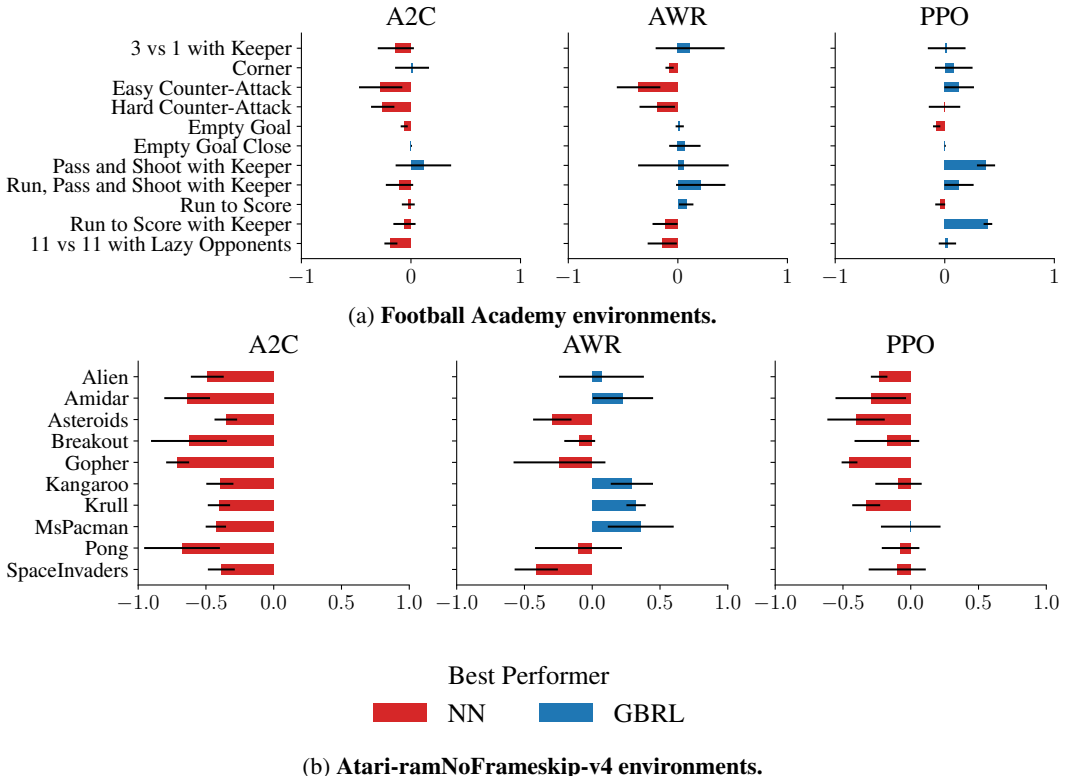 A2C AWR PPO
3 vs 1 with Keeper
Corner
Easy Counter-Attack
Hard Counter-Attack
Empty Goal
Empty Goal Close
Pass and Shoot with Keeper
Run, Pass and Shoot with Keeper
Run to Score
Run to Score with Keeper
11 vs 11 with Lazy Opponents
−1 0 1 −1 0 1 −1 0 1
(a) Football Academy environments.
A2C AWR PPO
Alien
Amidar
Asteroids
Breakout
Gopher
Kangaroo
Krull
MsPacman
Pong
SpaceInvaders
−1.0 −0.5 0.0 0.5 1.0 −1.0 −0.5 0.0 0.5 1.0 −1.0 −0.5 0.0 0.5 1.0
Best Performer
NN GBRL
(b) Atari-ramNoFrameskip-v4 environments.